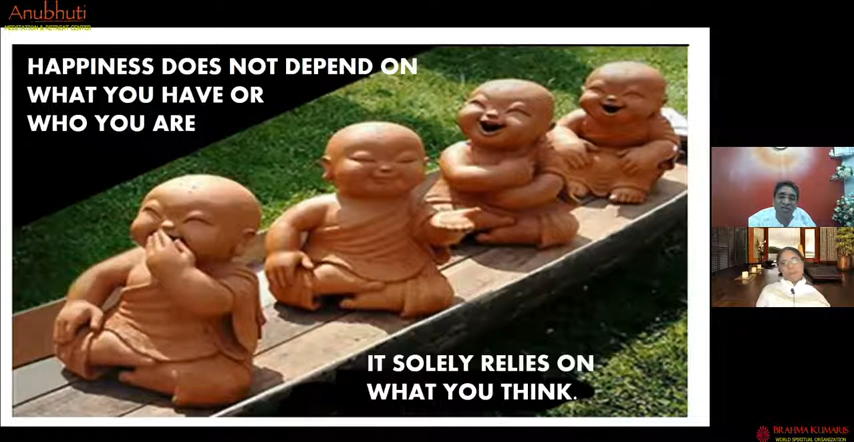 Anubhuti
MEDITATION & RETREAT CENTER
HAPPINESS DOES NOT DEPEND ON
WHAT YOU HAVE OR
WHO YOU ARE
IT SOLELY RELIES ON
WHAT YOU THINK.
BRAHMA KUMARIS
WORLD SPIRITUAL ORGANIZATION